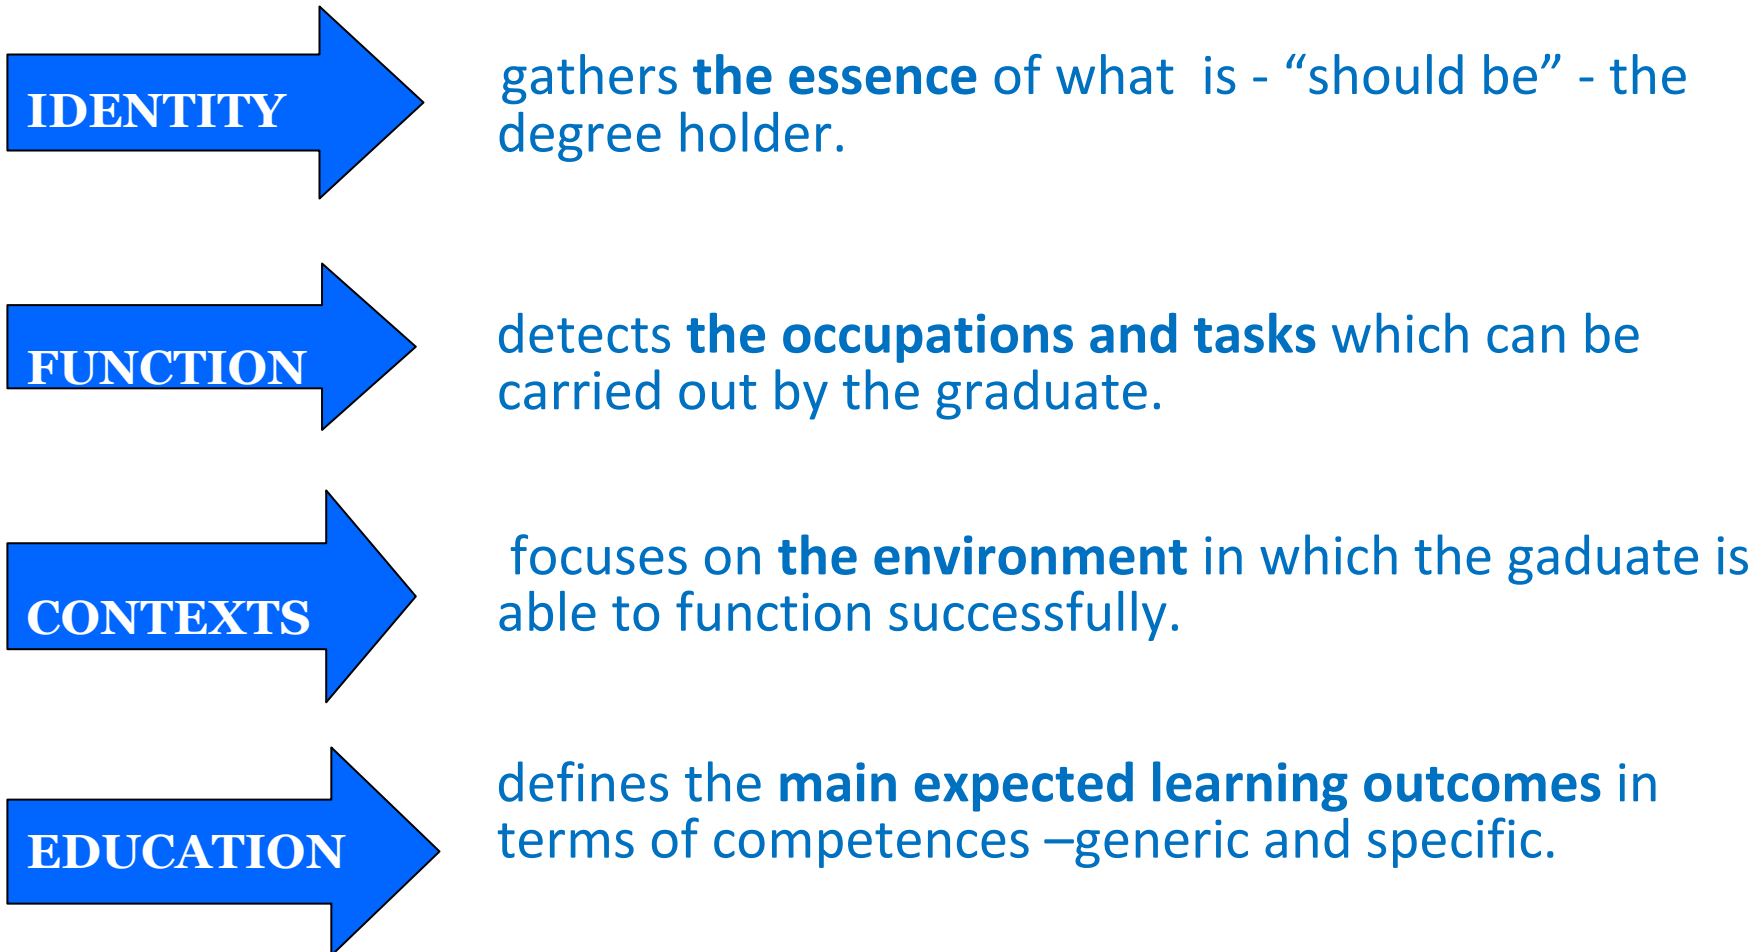 IDENTITY
gathers the essence of what  is - “should be” - the
degree holder.
FUNCTION
detects the occupations and tasks which can be
carried out by the graduate.
CONTEXTS
focuses on the environment in which the gaduate is
able to function successfully.
EDUCATION
defines the main expected learning outcomes in
terms of competences –generic and specific.